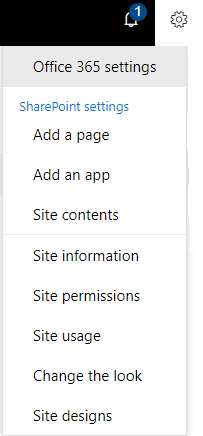 1
Office 365 settings
SharePoint settings
Add a page
Add an app
Site contents
Site information
Site permissions
Site usage
Change the look
Site designs